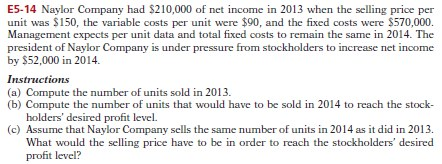 E5-14 Naylor Company had $210,000 of net income in 2013 when the selling price per
unit was $150, the variable costs per unit were $90, and the fixed costs were $570,000.
Management expects per unit data and total fixed costs to remain the same in 2014. The
president of Naylor Company is under pressure from stockholders to increase net income
by $52,000 in 2014.
Instructions
(a) Compute the number of units sold in 2013.
(b) Compute the number of units that would have to be sold in 2014 to reach the stock-
holders' desired profit level.
(c) Assume that Naylor Company sells the same number of units in 2014 as it did in 2013.
What would the selling price have to be in order to reach the stockholders' desired
profit level?